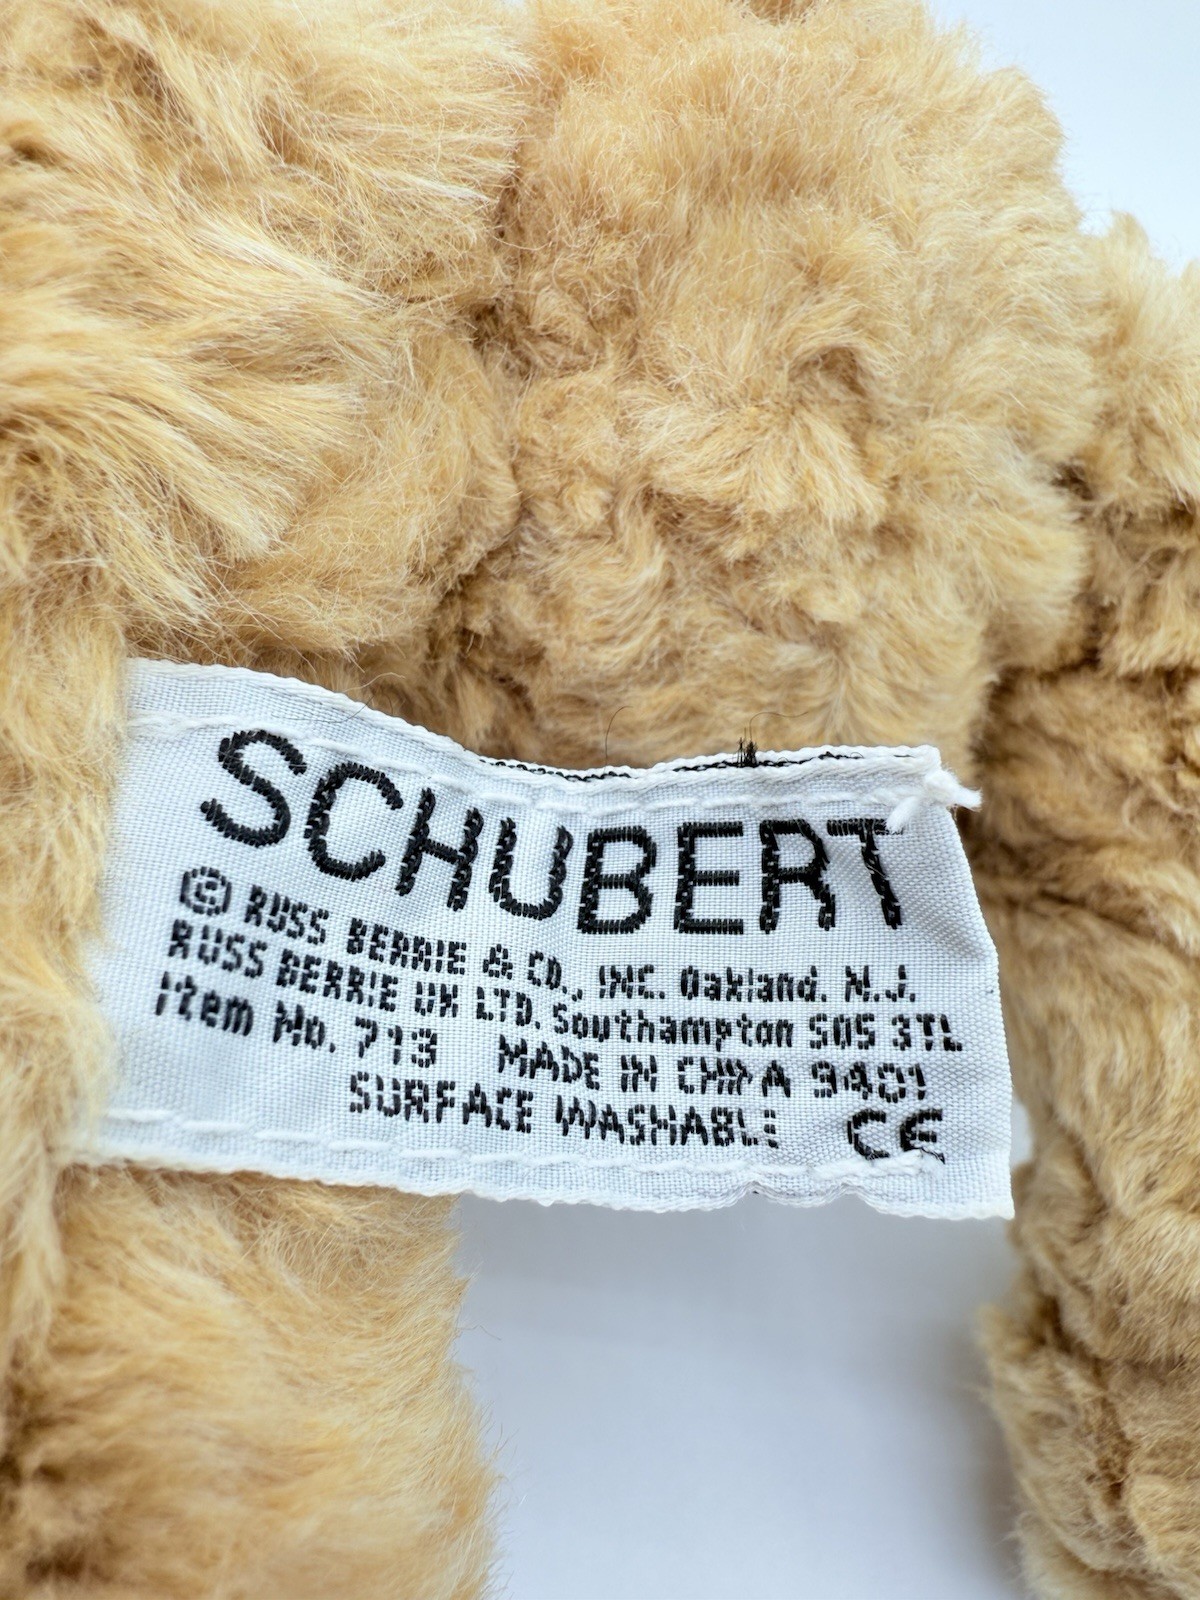 SCHUBERT
© RUSS BERRIE & CO., INC. Oakland, N.J.
RUSS BERRIE UK LTD. Southampton SO5 3TL
Item No. 713 MADE IN CHINA 9401
SURFACE WASHABLE CE